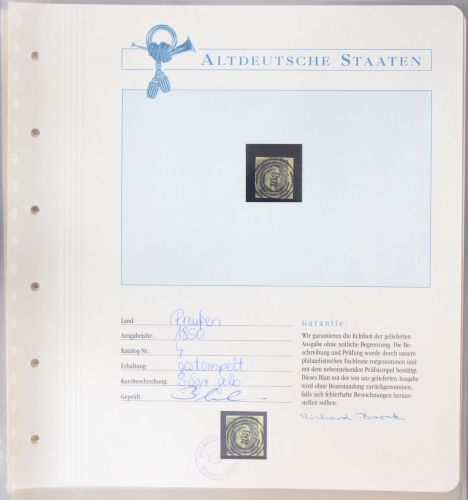 ALTDEUTSCHE STAATEN
Land: Preußen
Ausgabejahr: 1850
Katalog-Nr.: 4
Erhaltung: gestempelt
Kurzbeschreibung: gelb
Geprüft:
Garantie:
Wir garantieren die Echtheit der gelieferten
Ausgabe ohne zeitliche Begrenzung. Die Be-
schreibung und Prüfung wurde durch unsere
philatelistischen Fachleute vorgenommen und
mit dem nebenstehenden Prüfstempel bestätigt.
Dieses Blatt mit der von uns gelieferten Ausgabe
wird ohne Beanstandung zurückgenommen,
falls sich fehlerhafte Bezeichnungen heraus-
stellen sollten.
Richard Borek